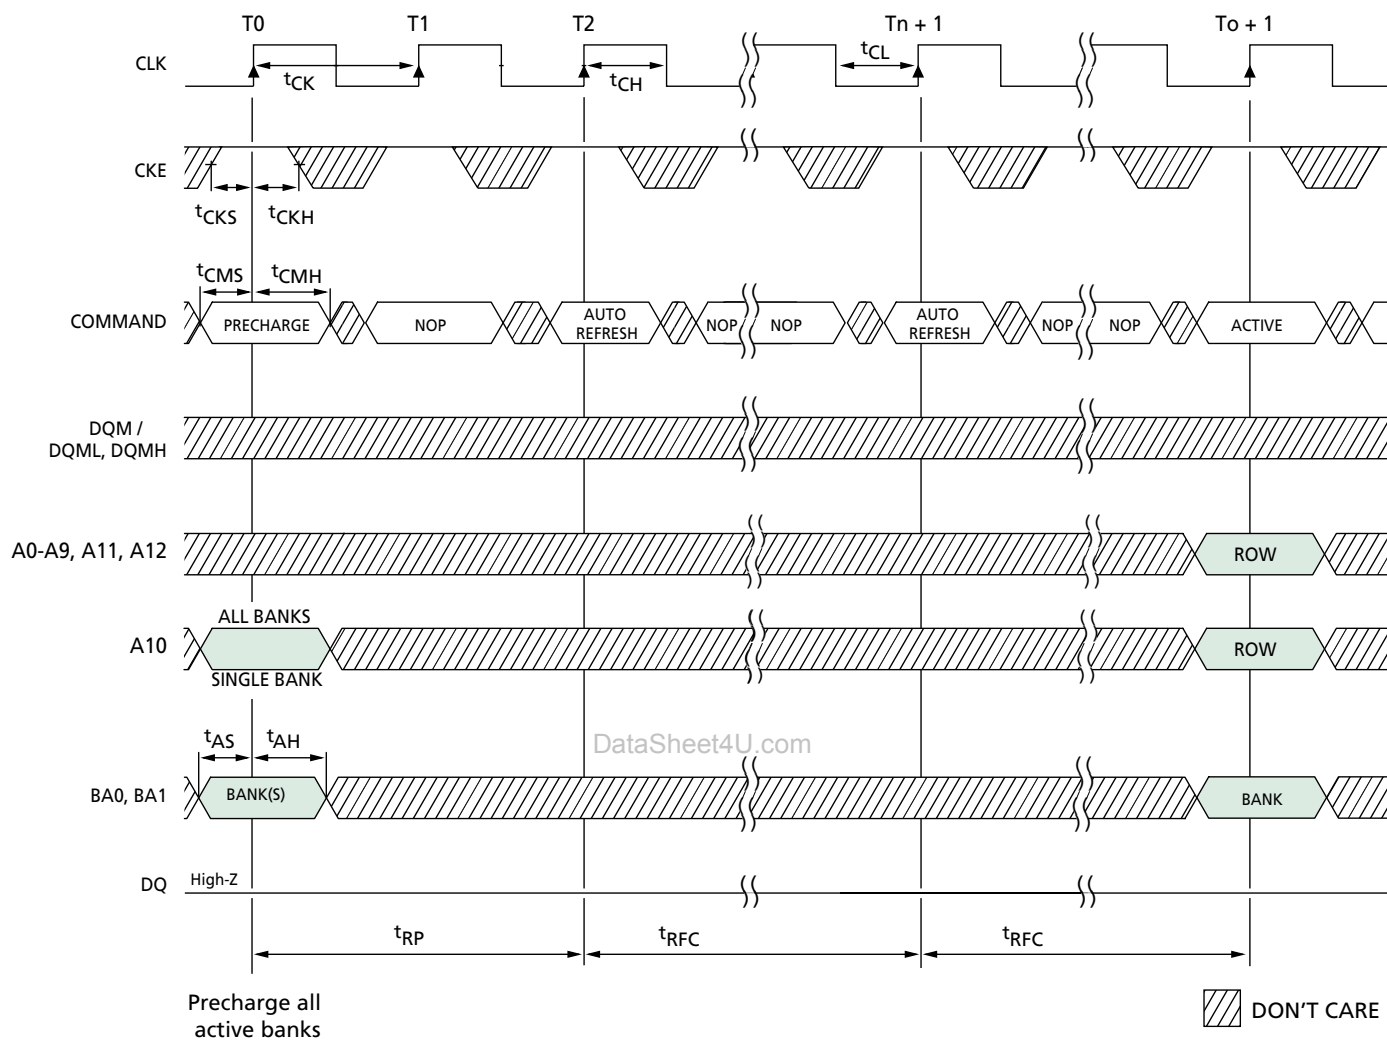 T0 T1 T2 Tn + 1 To + 1
CLK
tCK tCH tCL
CKE
tCKS tCKH
tCMS tCMH
COMMAND
PRECHARGE NOP AUTO REFRESH NOP NOP AUTO REFRESH NOP NOP ACTIVE
DQM /
DQML, DQMH
A0-A9, A11, A12
ROW
ALL BANKS
A10
ROW
SINGLE BANK
tAS tAH
DataSheet4U.com
BA0, BA1
BANK(S) BANK
DQ High-Z
tRP tRFC tRFC
Precharge all
active banks
DON'T CARE